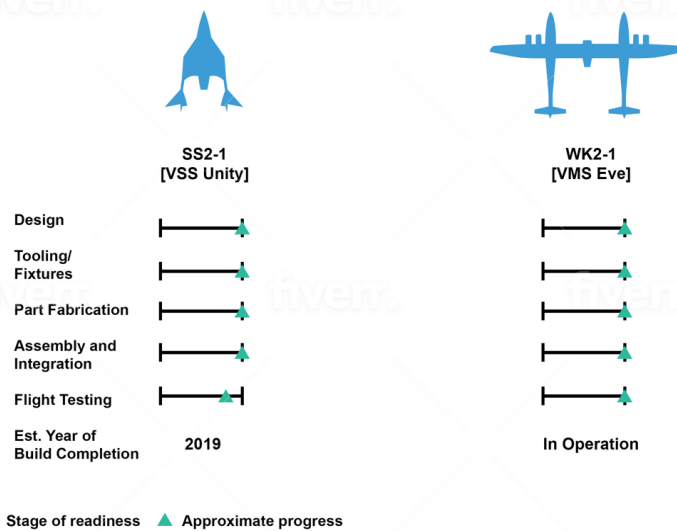 SS2-1
[VSS Unity]
WK2-1
[VMS Eve]
Design
Tooling/
Fixtures
Part Fabrication
Assembly and
Integration
Flight Testing
Est. Year of
Build Completion
2019
In Operation
Stage of readiness
Approximate progress
fiverr.